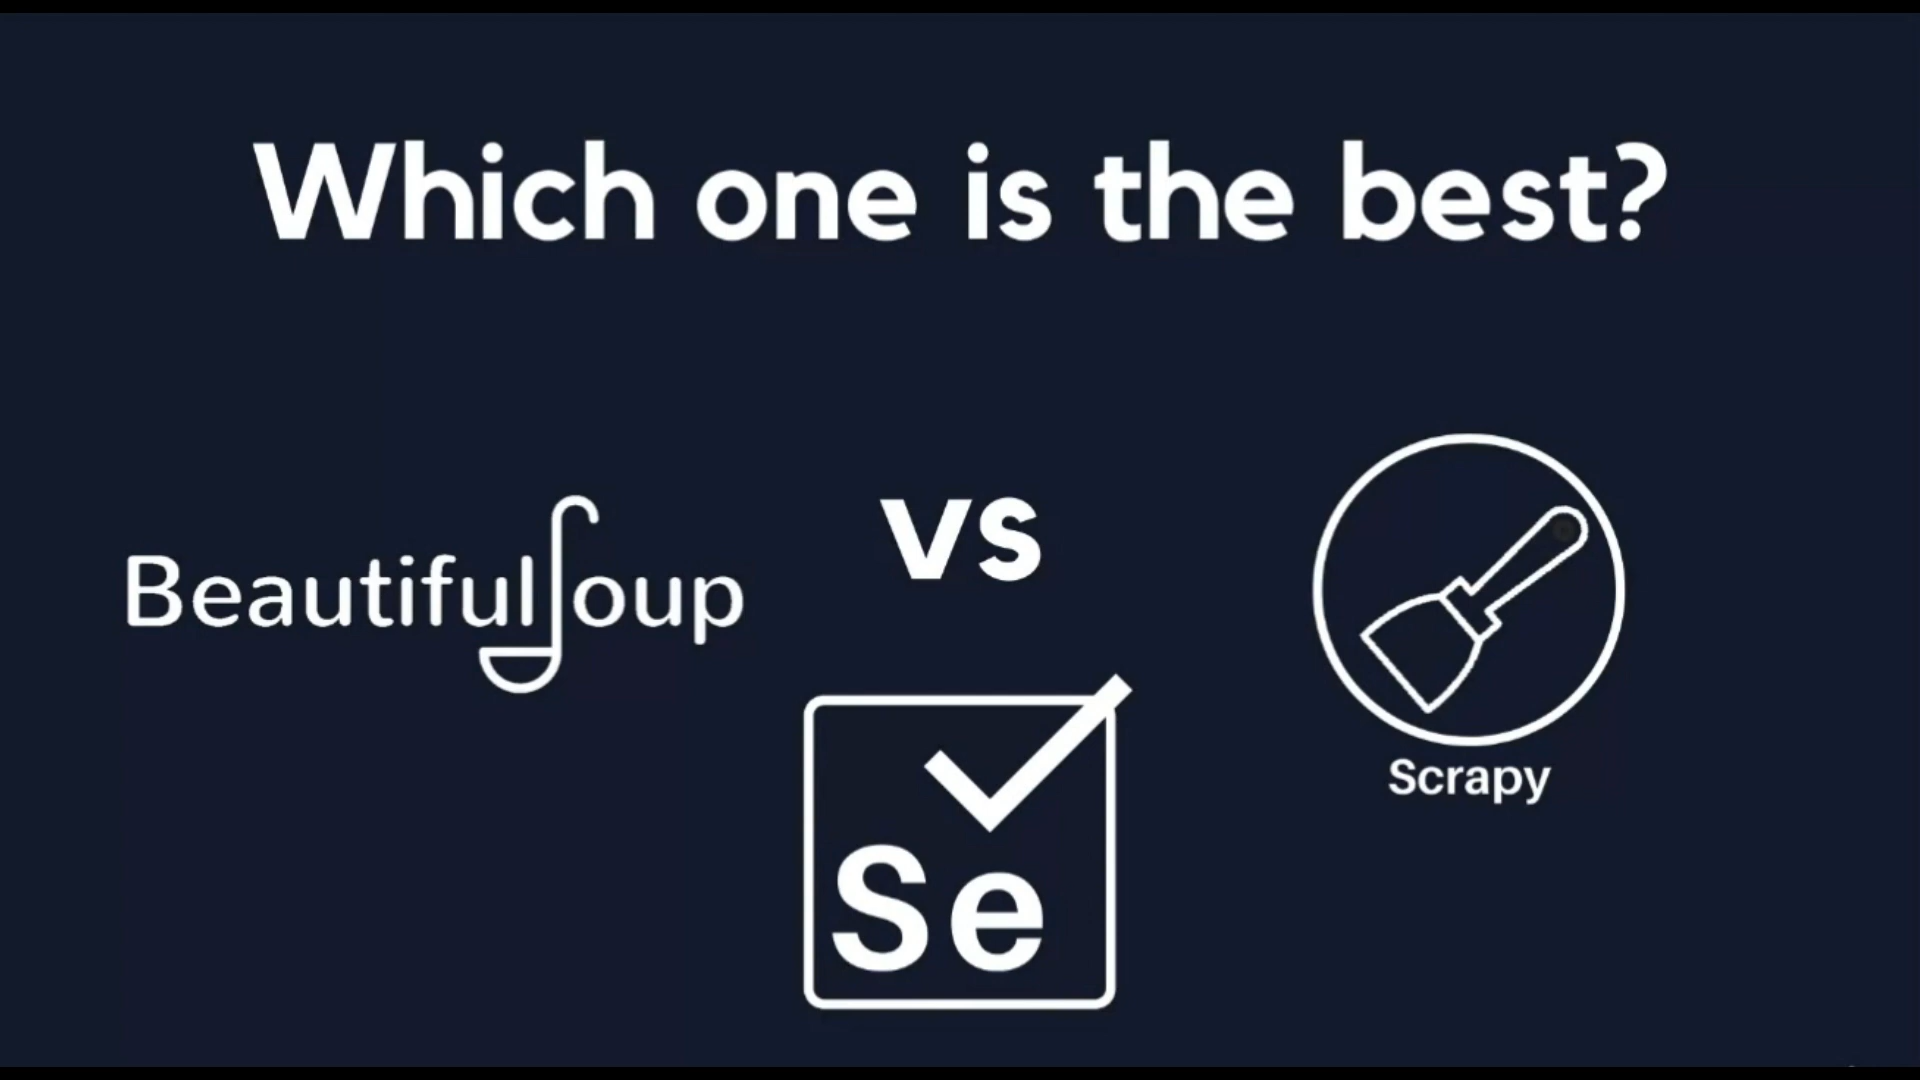 Which one is the best?
BeautifulSoup
vs
Scrapy
Se